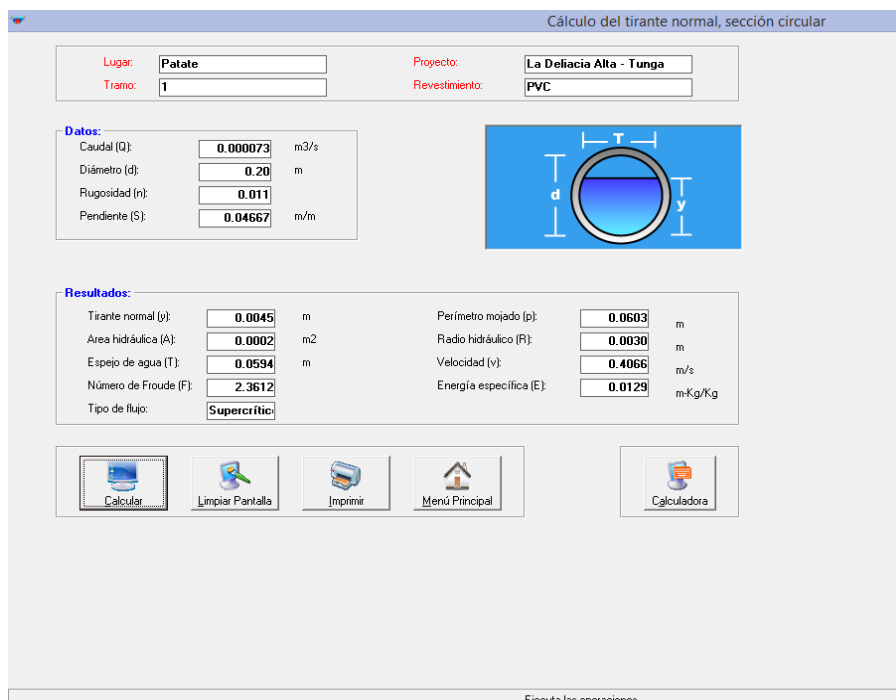 Cálculo del tirante normal, sección circular
Lugar: Patate Proyecto: La Deliacia Alta - Tunga
Tramo: 1 Revestimiento: PVC
Datos:
Caudal (Q): 0.000073 m3/s
Diámetro (d): 0.20 m
Rugosidad (n): 0.011
Pendiente (S): 0.04667 m/m
T
d
y
Resultados:
Tirante normal (y): 0.0045 m Perímetro mojado (p): 0.0603 m
Area hidráulica (A): 0.0002 m2 Radio hidráulico (R): 0.0030 m
Espejo de agua (T): 0.0594 m Velocidad (v): 0.4066 m/s
Número de Froude (F): 2.3612 Energía específica (E): 0.0129 m-Kg/Kg
Tipo de flujo: Supercrític
Calcular Limpiar Pantalla Imprimir Menú Principal Calculadora
Ejecuta las operaciones